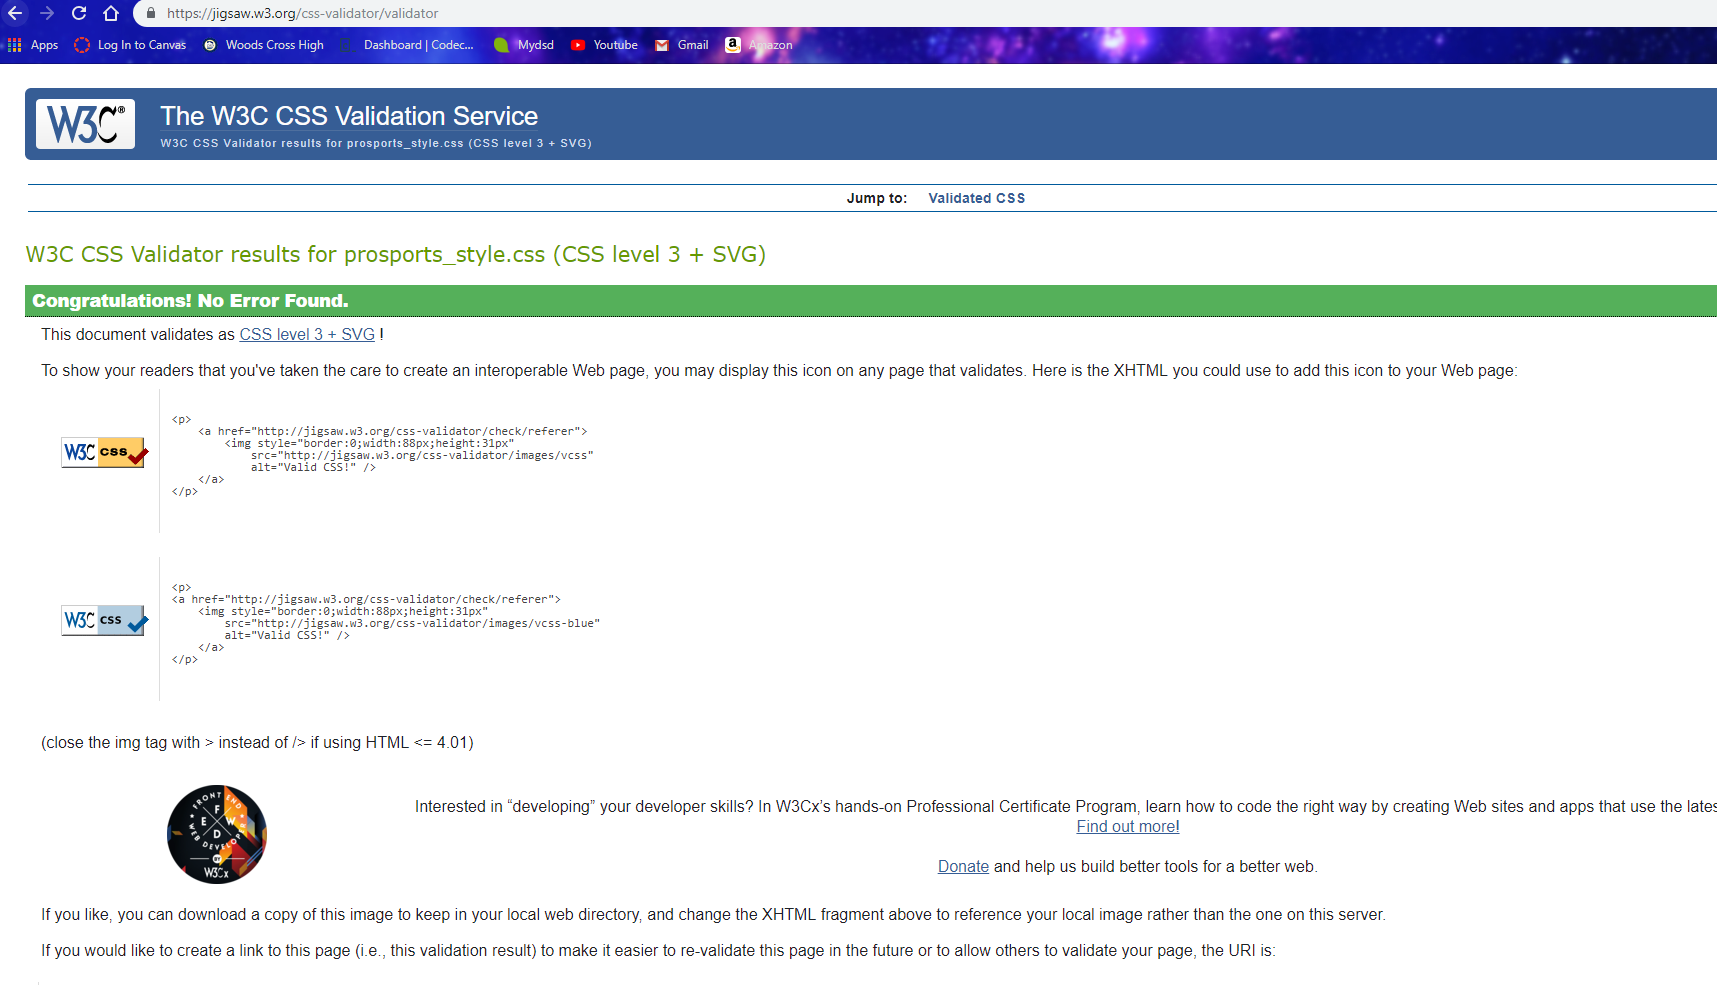 https://jigsaw.w3.org/css-validator/validator
Apps Log In to Canvas Woods Cross High Dashboard | Codec... Mydsd Youtube Gmail Amazon
W3C®
The W3C CSS Validation Service
W3C CSS Validator results for prosports_style.css (CSS level 3 + SVG)
Jump to: Validated CSS
W3C CSS Validator results for prosports_style.css (CSS level 3 + SVG)
Congratulations! No Error Found.
This document validates as CSS level 3 + SVG !
To show your readers that you've taken the care to create an interoperable Web page, you may display this icon on any page that validates. Here is the XHTML you could use to add this icon to your Web page:
W3C css
<p>
<a href="http://jigsaw.w3.org/css-validator/check/referer">
<img style="border:0;width:88px;height:31px"
src="http://jigsaw.w3.org/css-validator/images/vcss"
alt="Valid CSS!" />
</a>
</p>
W3C css
<p>
<a href="http://jigsaw.w3.org/css-validator/check/referer">
<img style="border:0;width:88px;height:31px"
src="http://jigsaw.w3.org/css-validator/images/vcss-blue"
alt="Valid CSS!" />
</a>
</p>
(close the img tag with > instead of /> if using HTML <= 4.01)
FRONT END
F
E W
D
WEB DEVELOPER
BY
W3Cx
Interested in “developing” your developer skills? In W3Cx’s hands-on Professional Certificate Program, learn how to code the right way by creating Web sites and apps that use the lates
Find out more!
Donate and help us build better tools for a better web.
If you like, you can download a copy of this image to keep in your local web directory, and change the XHTML fragment above to reference your local image rather than the one on this server.
If you would like to create a link to this page (i.e., this validation result) to make it easier to re-validate this page in the future or to allow others to validate your page, the URI is: